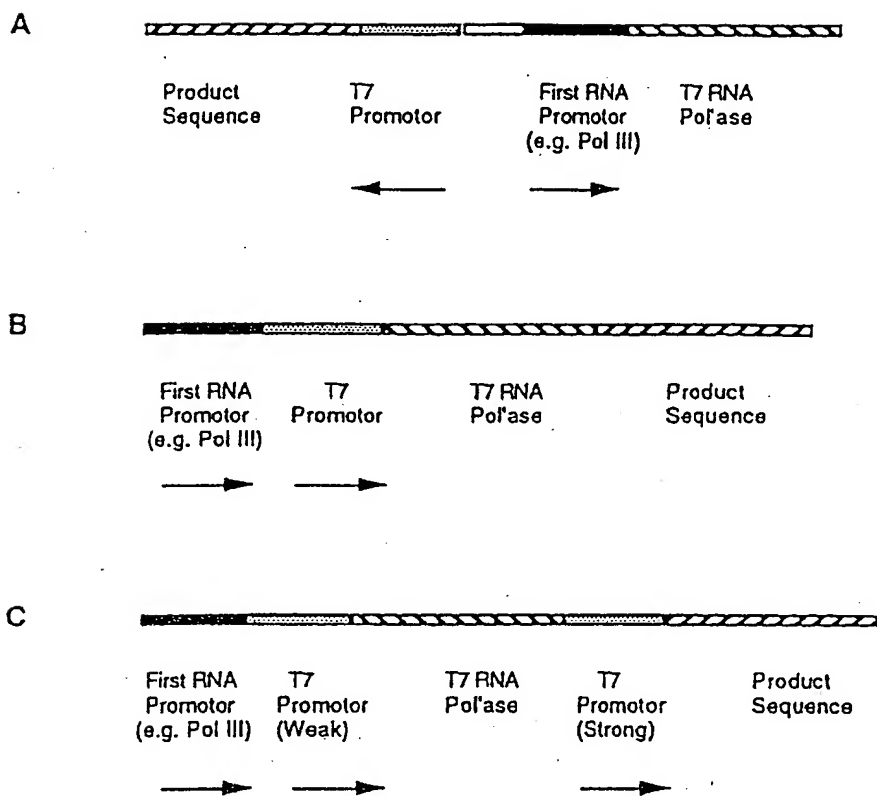 A
Product Sequence
T7 Promotor
First RNA Promotor (e.g. Pol III)
T7 RNA Pol'ase
B
First RNA Promotor (e.g. Pol III)
T7 Promotor
T7 RNA Pol'ase
Product Sequence
C
First RNA Promotor (e.g. Pol III)
T7 Promotor (Weak)
T7 RNA Pol'ase
T7 Promotor (Strong)
Product Sequence